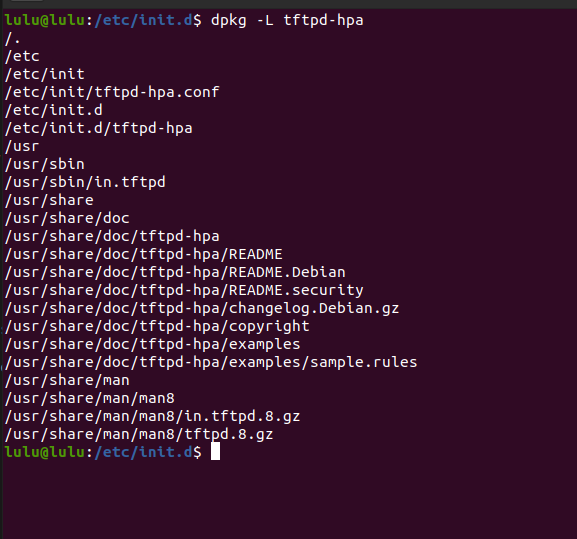 lulu@lulu:/etc/init.d$ dpkg -L tftpd-hpa
/.
/etc
/etc/init
/etc/init/tftpd-hpa.conf
/etc/init.d
/etc/init.d/tftpd-hpa
/usr
/usr/sbin
/usr/sbin/in.tftpd
/usr/share
/usr/share/doc
/usr/share/doc/tftpd-hpa
/usr/share/doc/tftpd-hpa/README
/usr/share/doc/tftpd-hpa/README.Debian
/usr/share/doc/tftpd-hpa/README.security
/usr/share/doc/tftpd-hpa/changelog.Debian.gz
/usr/share/doc/tftpd-hpa/copyright
/usr/share/doc/tftpd-hpa/examples
/usr/share/doc/tftpd-hpa/examples/sample.rules
/usr/share/man
/usr/share/man/man8
/usr/share/man/man8/in.tftpd.8.gz
/usr/share/man/man8/tftpd.8.gz
lulu@lulu:/etc/init.d$